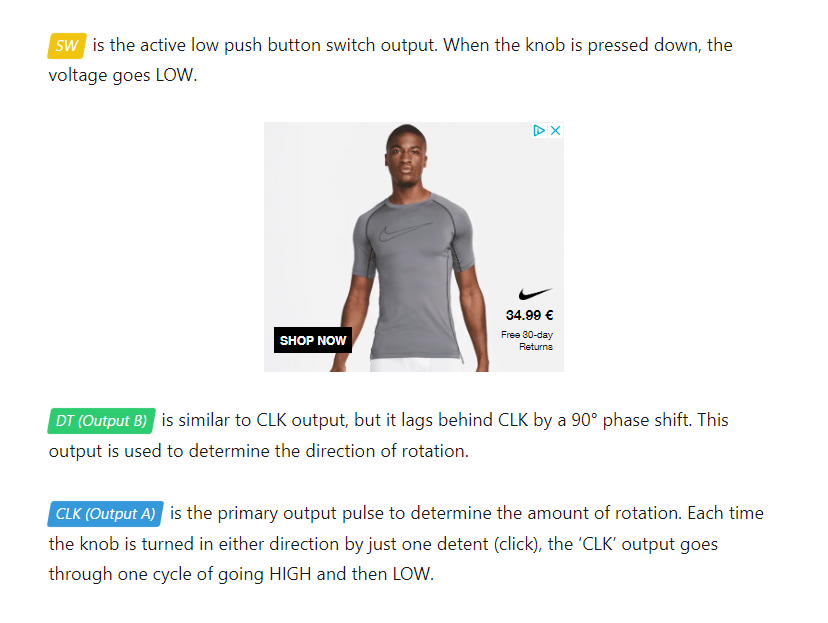 SW is the active low push button switch output. When the knob is pressed down, the
voltage goes LOW.
34.99 €
Free 30-day
Returns
SHOP NOW
DT (Output B) is similar to CLK output, but it lags behind CLK by a 90° phase shift. This
output is used to determine the direction of rotation.
CLK (Output A) is the primary output pulse to determine the amount of rotation. Each time
the knob is turned in either direction by just one detent (click), the ‘CLK’ output goes
through one cycle of going HIGH and then LOW.